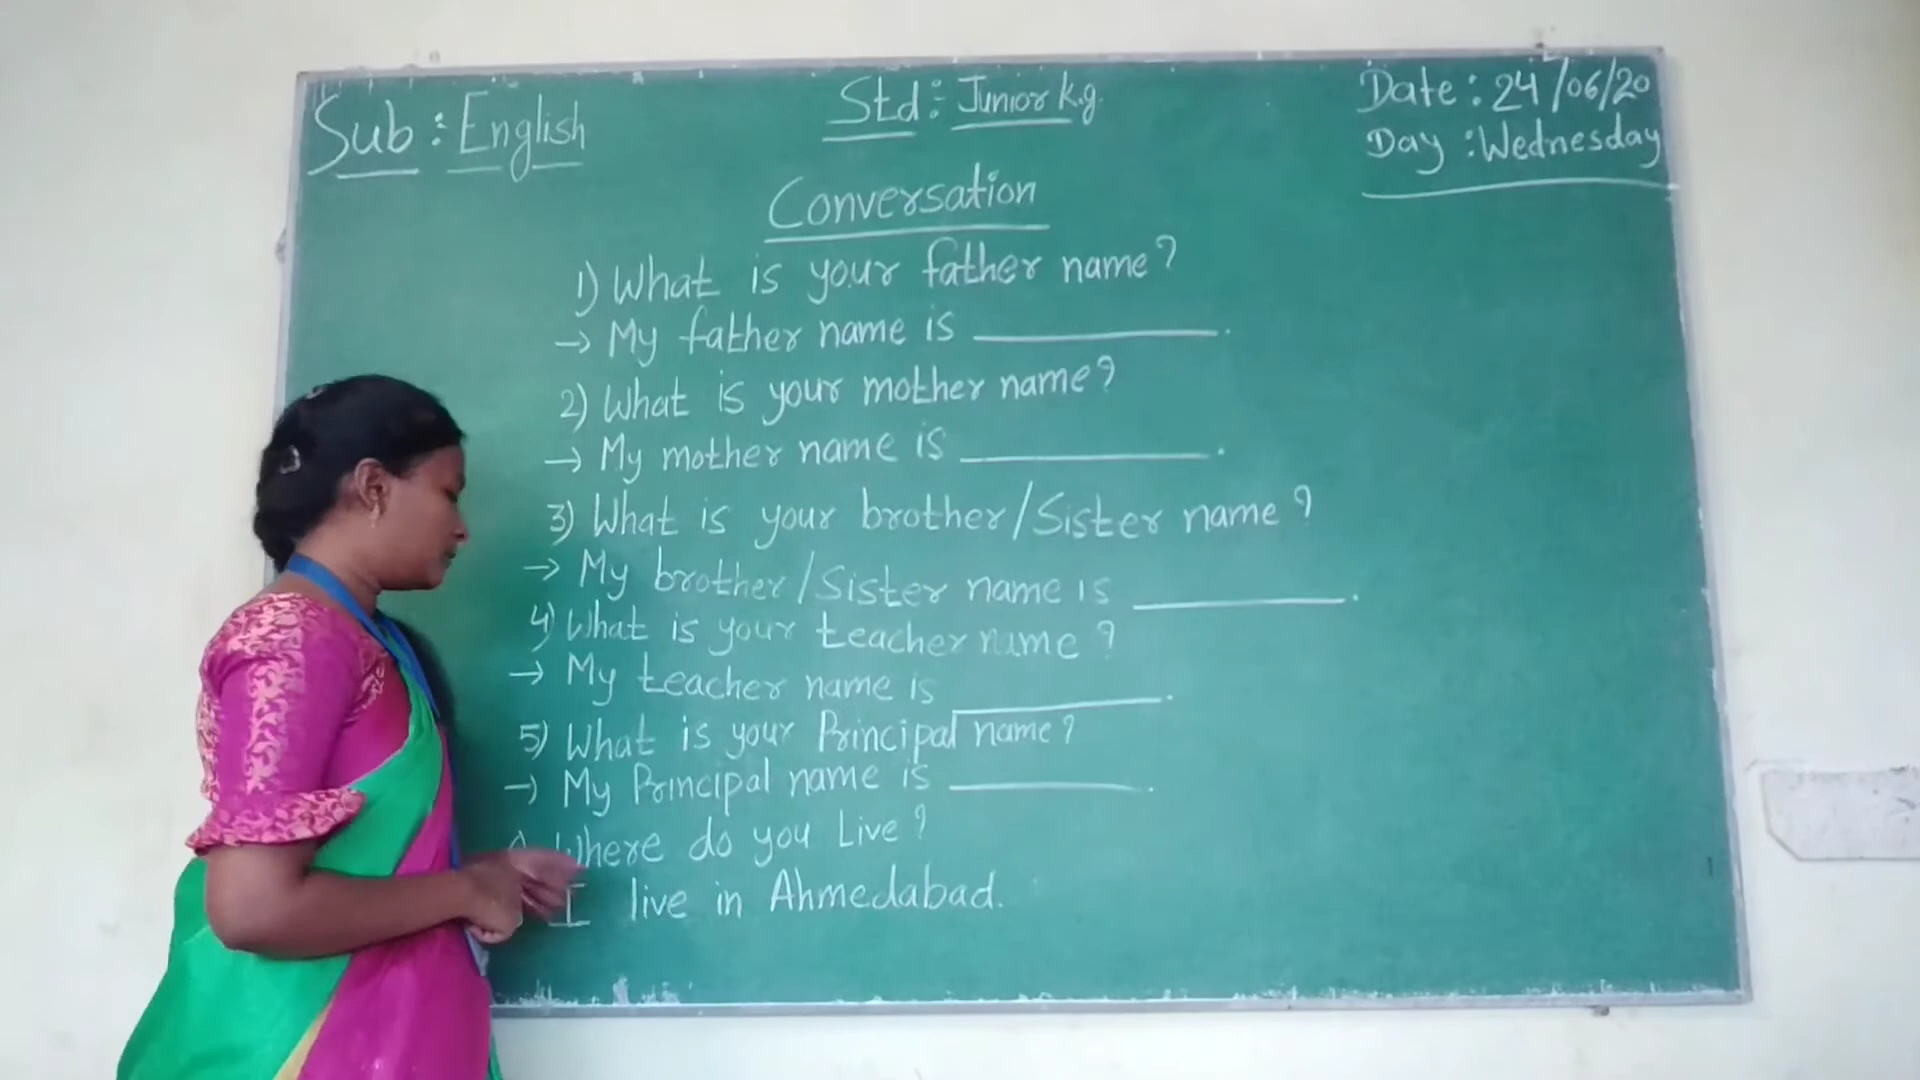 Sub : English
Std : Junior k.g.
Date : 24/06/20
Day : Wednesday
Conversation
1) What is your father name?
→ My father name is ________.
2) What is your mother name?
→ My mother name is ________.
3) What is your brother/Sister name?
→ My brother/Sister name is ________.
4) What is your teacher name?
→ My teacher name is ________.
5) What is your Principal name?
→ My Principal name is ________.
Where do you Live?
I live in Ahmedabad.